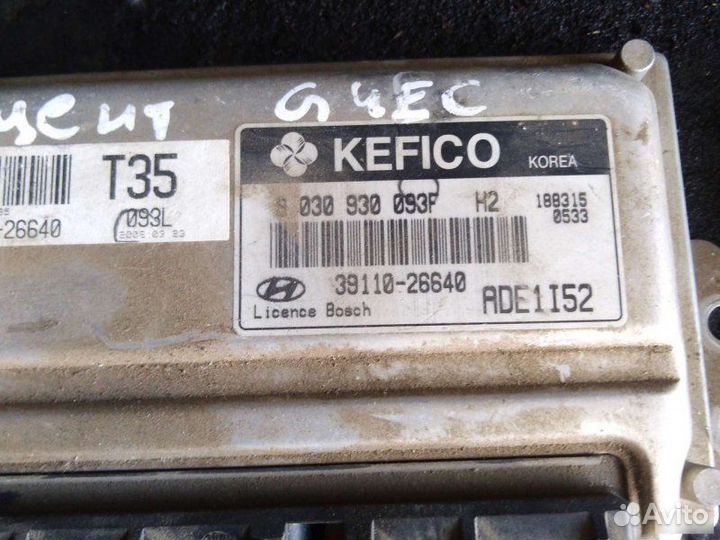 цент G4EC
KEFICO KOREA
T35
9 030 930 093F H2 188315
0533
093L
-26640
39110-26640
Licence Bosch
ADE1I52
Avito